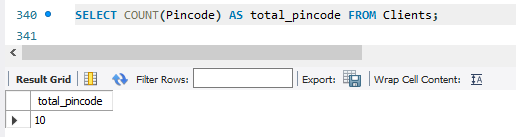 340 SELECT COUNT(Pincode) AS total_pincode FROM Clients;
341
Result Grid Filter Rows: Export: Wrap Cell Content: IA
total_pincode
10